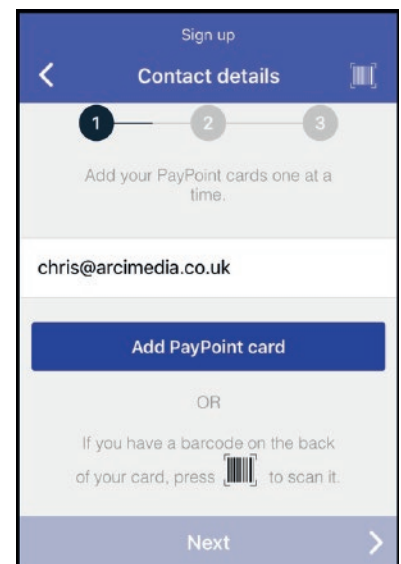 Sign up
Contact details
1 2 3
Add your PayPoint cards one at a
time.
chris@arcimedia.co.uk
Add PayPoint card
OR
If you have a barcode on the back
of your card, press to scan it.
Next